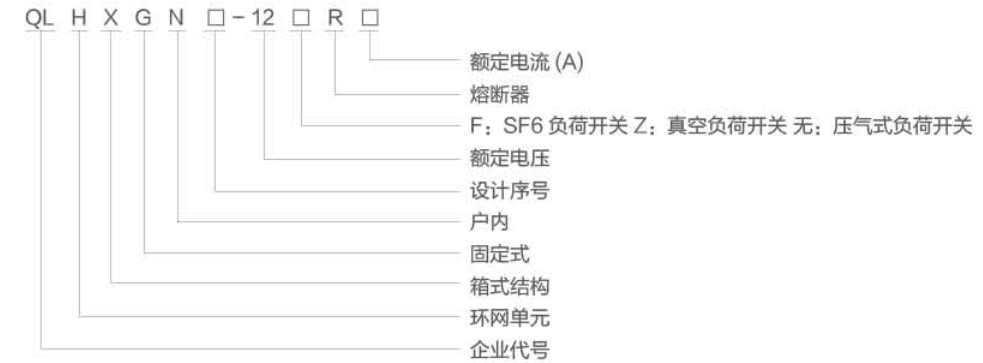 QL H X G N □-12 □ R □
额定电流(A)
熔断器
F：SF6 负荷开关 Z：真空负荷开关 无：压气式负荷开关
额定电压
设计序号
户内
固定式
箱式结构
环网单元
企业代号